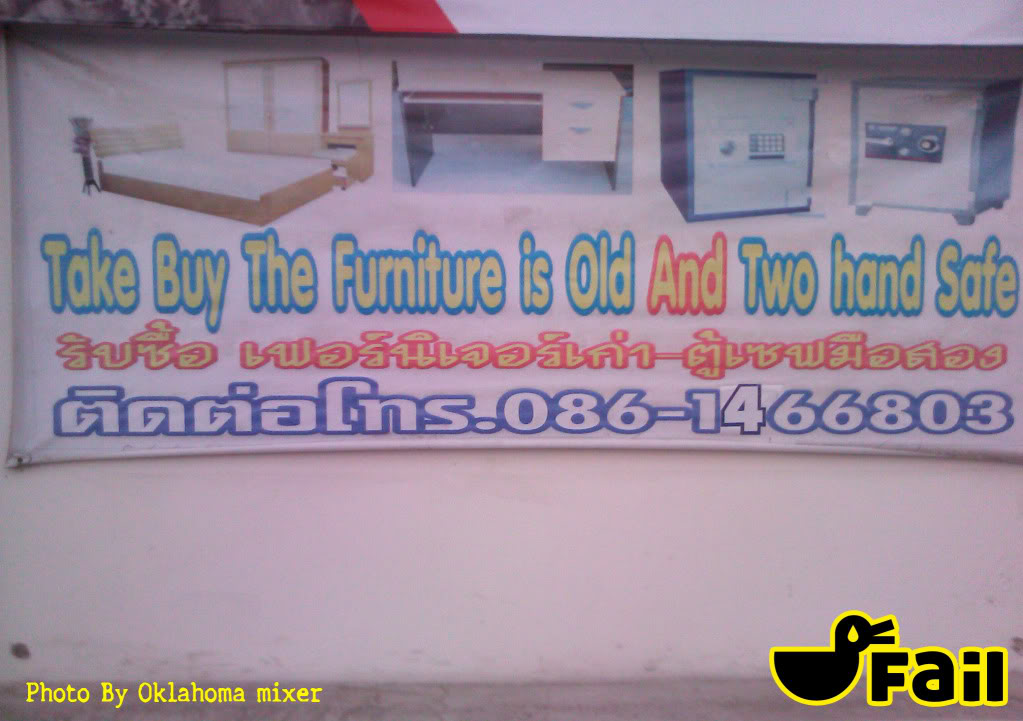 Take Buy The Furniture is Old And Two hand Safe
รับซื้อ เฟอร์นิเจอร์เก่า-ตู้เซฟมือสอง
ติดต่อโทร.086-1466803
Photo By Oklahoma mixer
Fail